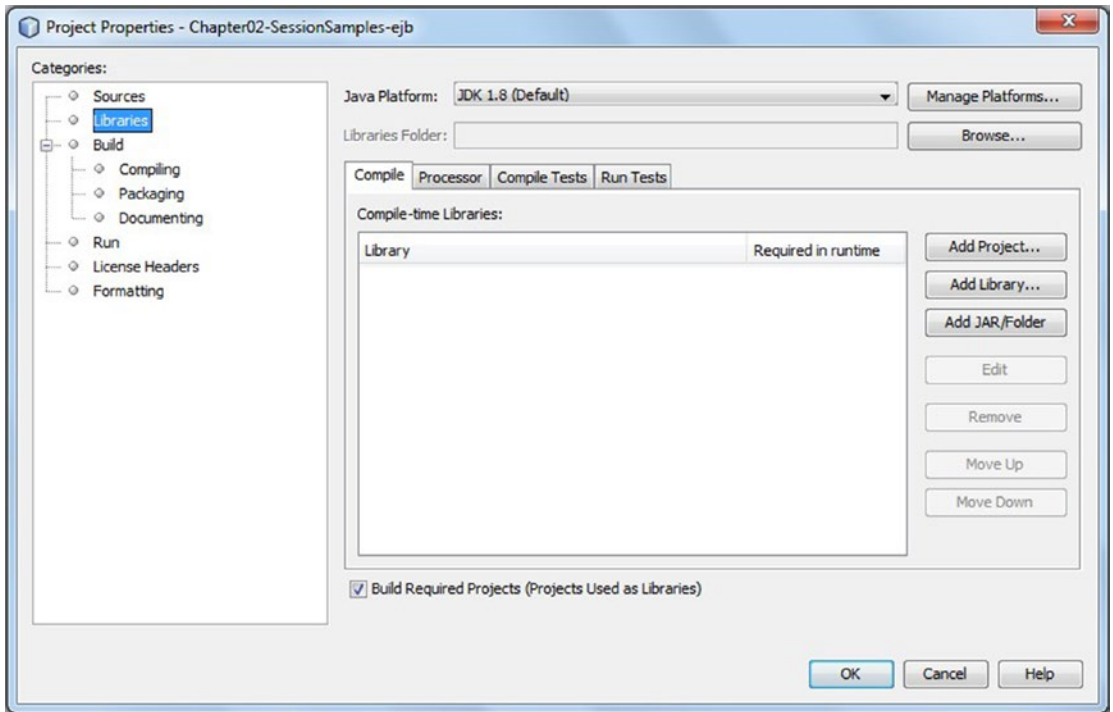 Project Properties - Chapter02-SessionSamples-ejb
Categories:
Sources
Libraries
Build
Compiling
Packaging
Documenting
Run
License Headers
Formatting
Java Platform: JDK 1.8 (Default) Manage Platforms...
Libraries Folder: Browse...
Compile Processor Compile Tests Run Tests
Compile-time Libraries:
Library Required in runtime
Add Project...
Add Library...
Add JAR/Folder
Edit
Remove
Move Up
Move Down
Build Required Projects (Projects Used as Libraries)
OK Cancel Help